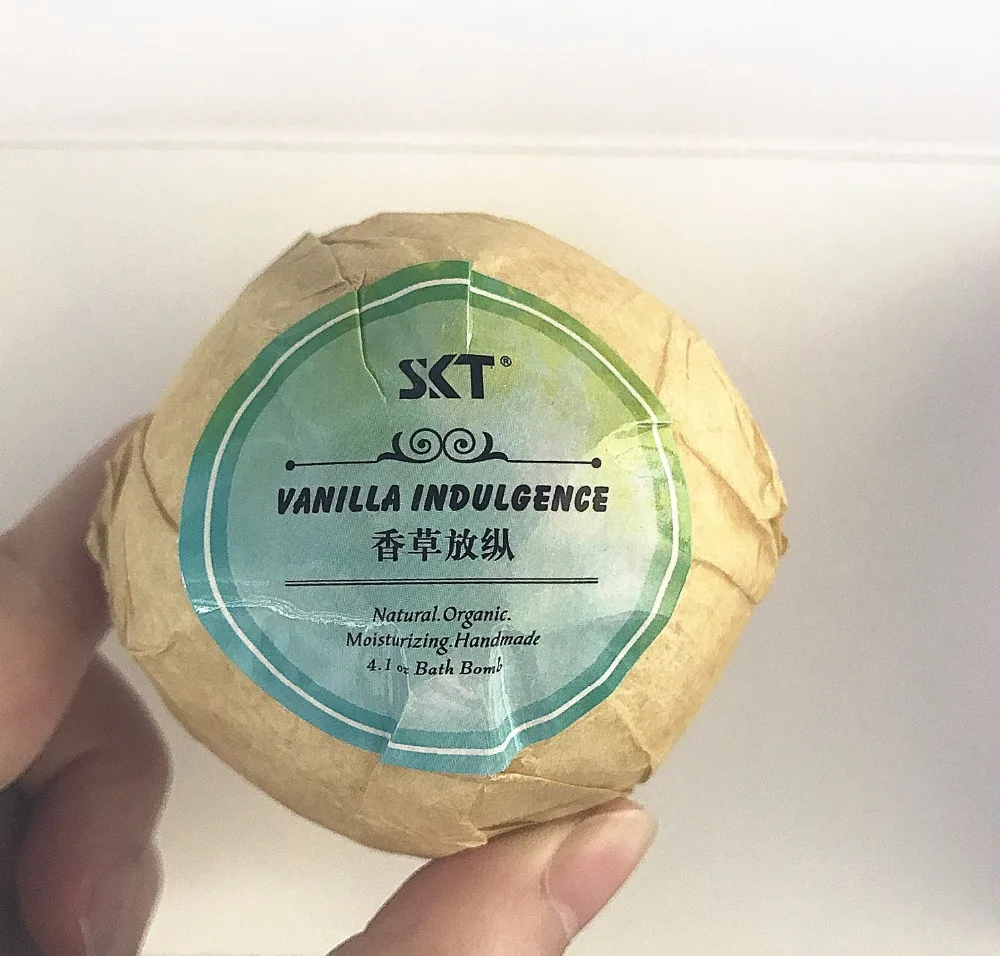 SKT®
VANILLA INDULGENCE
香草放纵
Natural.Organic.
Moisturizing.Handmade
4.1 oz Bath Bomb